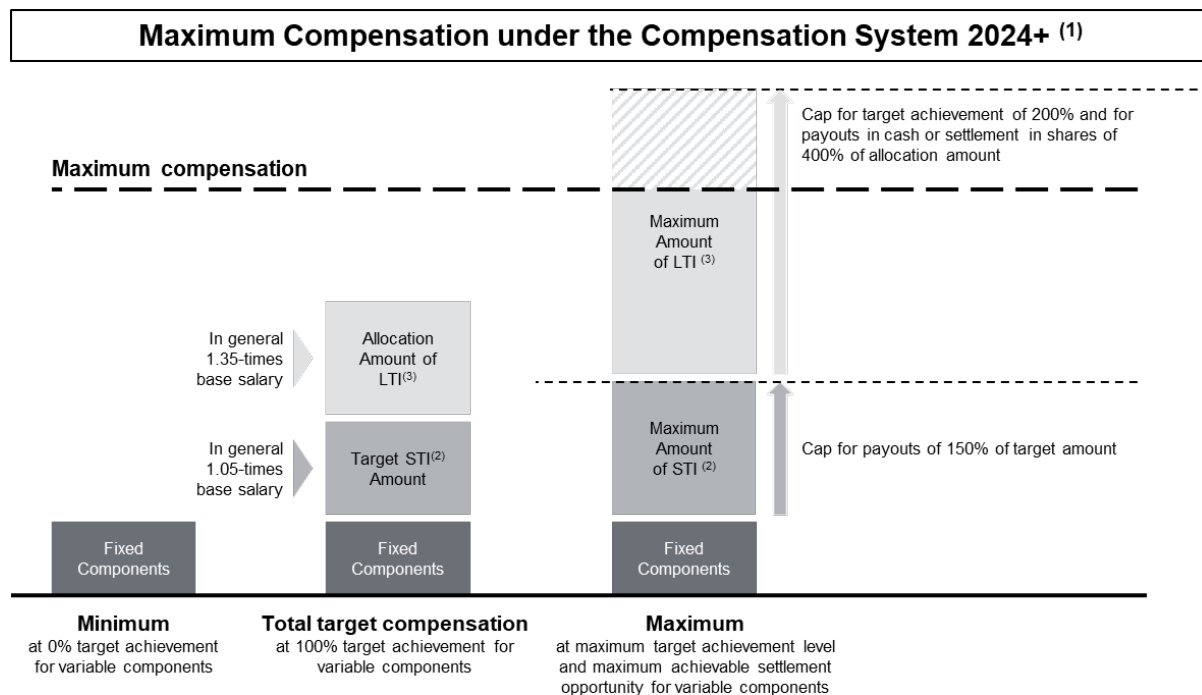 Maximum Compensation under the Compensation System 2024+ (1)
Cap for target achievement of 200% and for
payouts in cash or settlement in shares of
400% of allocation amount
Maximum compensation
Maximum
Amount
of LTI (3)
In general
1.35-times
base salary
Allocation
Amount of
LTI(3)
In general
1.05-times
base salary
Target STI(2)
Amount
Maximum
Amount
of STI (2)
Cap for payouts of 150% of target amount
Fixed
Components
Fixed
Components
Fixed
Components
Minimum
at 0% target achievement
for variable components
Total target compensation
at 100% target achievement for
variable components
Maximum
at maximum target achievement level
and maximum achievable settlement
opportunity for variable components